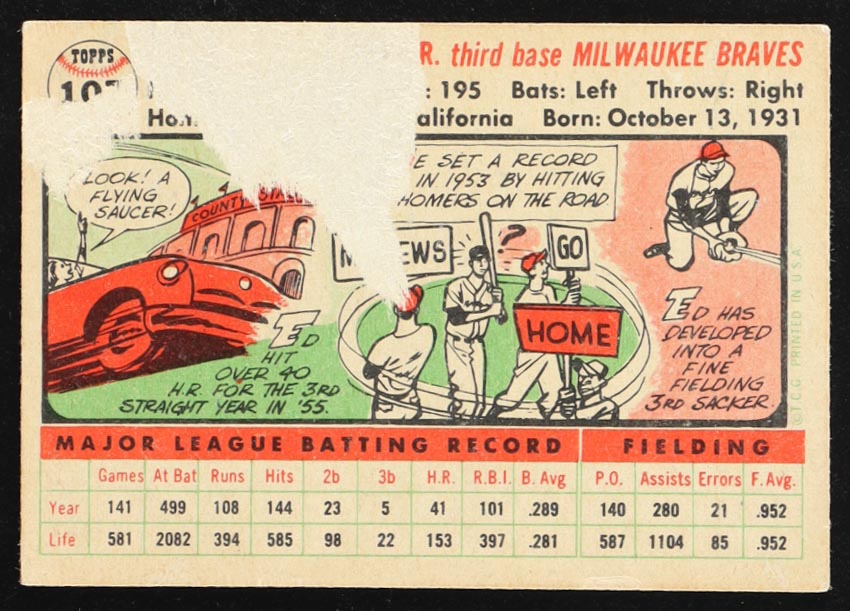 TOPPS
R. third base MILWAUKEE BRAVES
107
: 195 Bats: Left Throws: Right
alifornia Born: October 13, 1931
LOOK! A
FLYING
SAUCER!
COUNTY
E SET A RECORD
IN 1953 BY HITTING
HOMERS ON THE ROAD
M EWS
?
GO
HOME
ED
HIT
OVER 40
H.R. FOR THE 3RD
STRAIGHT YEAR IN '55.
ED HAS
DEVELOPED
INTO A
FINE
FIELDING
3RD SACKER.
© T.C.G. PRINTED IN U.S.A.
MAJOR LEAGUE BATTING RECORD FIELDING
Games At Bat Runs Hits 2b 3b H.R. R.B.I. B. Avg P.O. Assists Errors F. Avg.
Year 141 499 108 144 23 5 41 101 .289 140 280 21 .952
Life 581 2082 394 585 98 22 153 397 .281 587 1104 85 .952